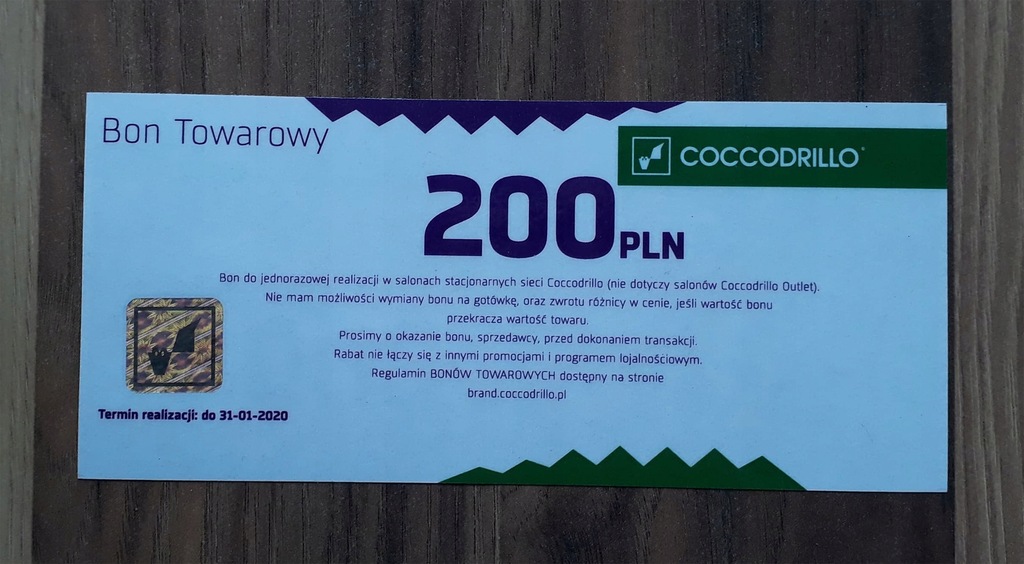 Bon Towarowy
COCCODRILLO®
200 PLN
Bon do jednorazowej realizacji w salonach stacjonarnych sieci Coccodrillo (nie dotyczy salonów Coccodrillo Outlet).
Nie mam możliwości wymiany bonu na gotówkę, oraz zwrotu różnicy w cenie, jeśli wartość bonu
przekracza wartość towaru.
Prosimy o okazanie bonu, sprzedawcy, przed dokonaniem transakcji.
Rabat nie łączy się z innymi promocjami i programem lojalnościowym.
Regulamin BONÓW TOWAROWYCH dostępny na stronie
brand.coccodrillo.pl
Termin realizacji: do 31-01-2020